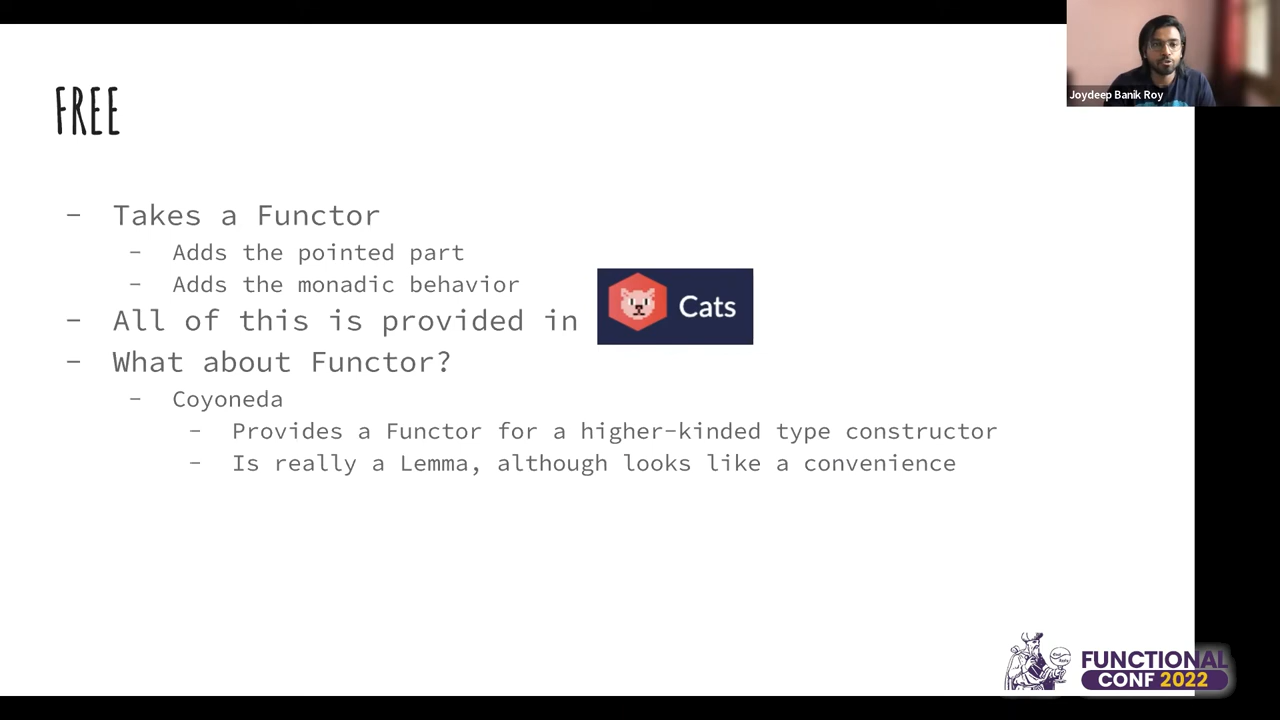 Joydeep Banik Roy
FREE
- Takes a Functor
- Adds the pointed part
- Adds the monadic behavior
- All of this is provided in Cats
- What about Functor?
- Coyoneda
- Provides a Functor for a higher-kinded type constructor
- Is really a Lemma, although looks like a convenience
FUNCTIONAL
CONF 2022